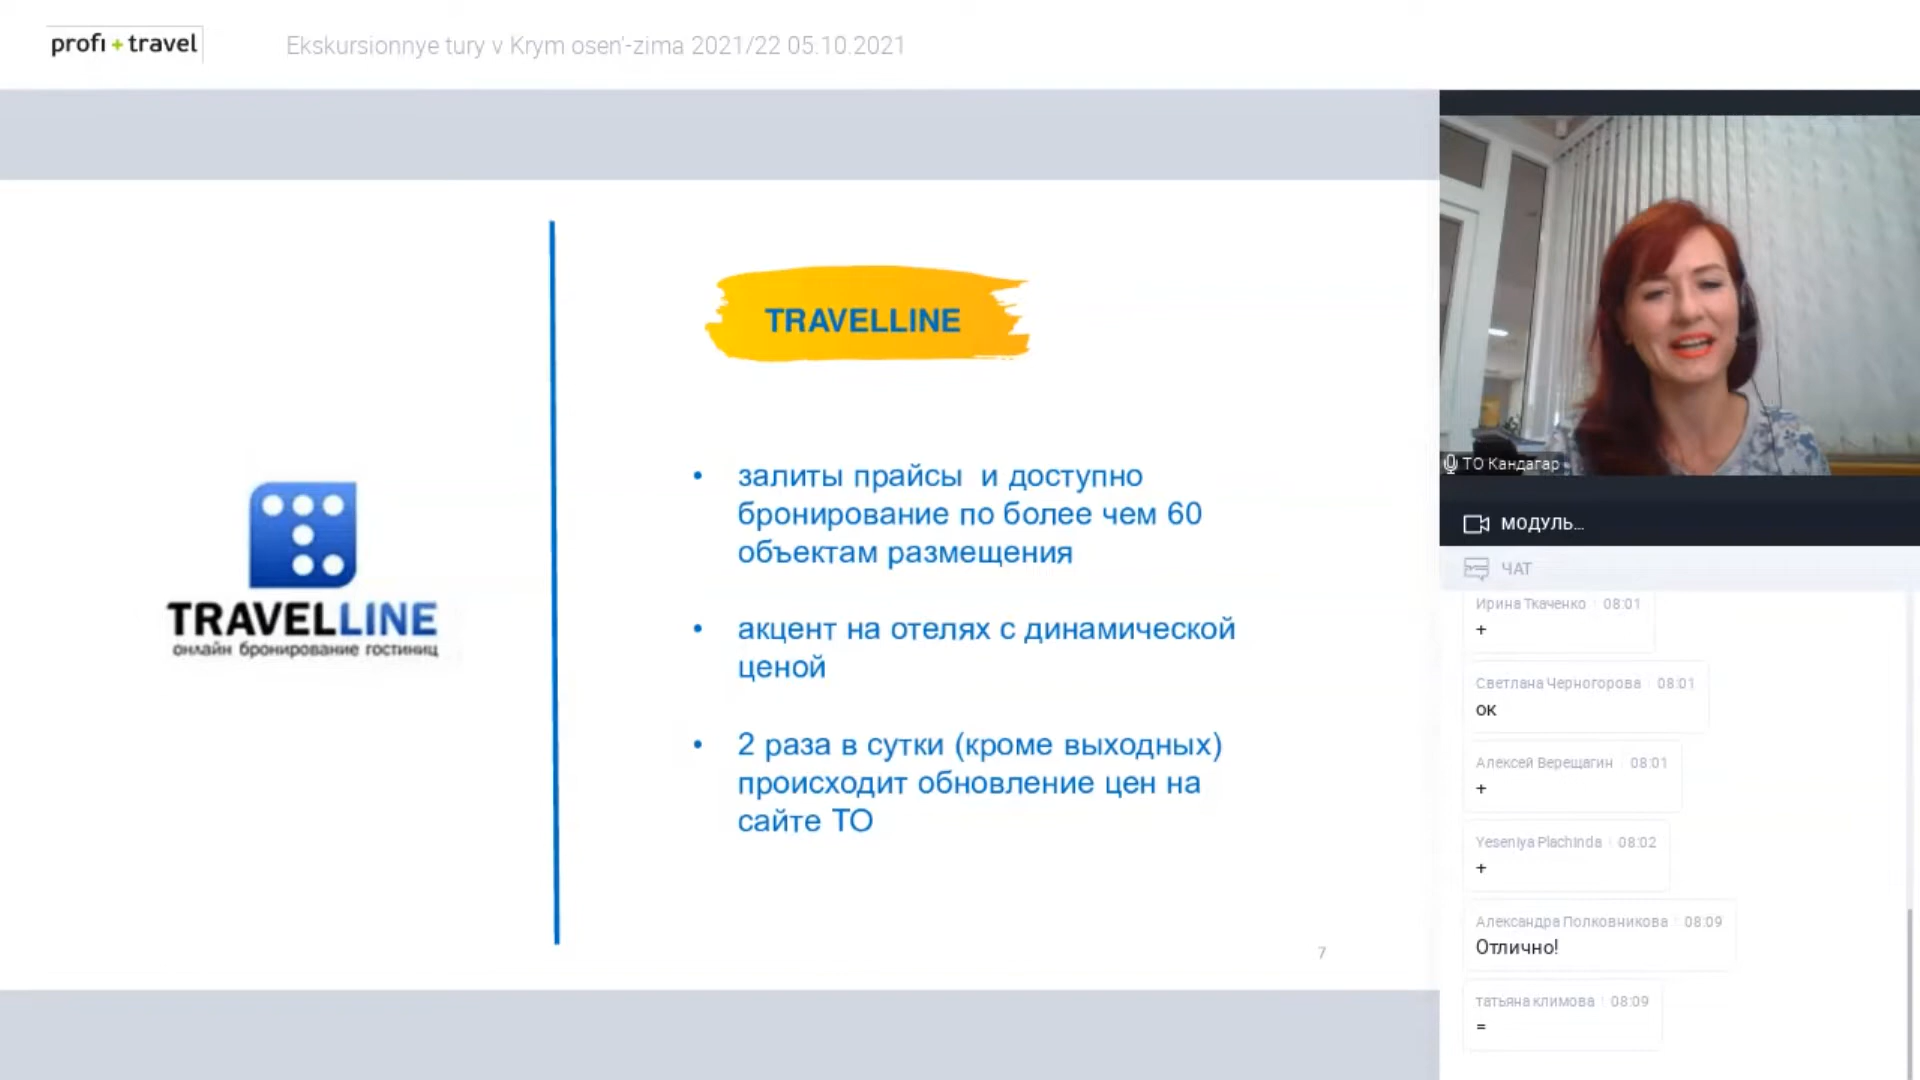 profi + travel
Ekskursionnye tury v Krym osen'-zima 2021/22 05.10.2021
TRAVELLINE
онлайн бронирование гостиниц
TRAVELLINE
• залиты прайсы и доступно
бронирование по более чем 60
объектам размещения
• акцент на отелях с динамической
ценой
• 2 раза в сутки (кроме выходных)
происходит обновление цен на
сайте ТО
7
ТО Кандагар
МОДУЛЬ...
ЧАТ
Ирина Ткаченко 08:01
+
Светлана Черногорова 08:01
ок
Алексей Верещагин 08:01
+
Yeseniya Plachinda 08:02
+
Александра Полковникова 08:09
Отлично!
татьяна климова 08:09
=